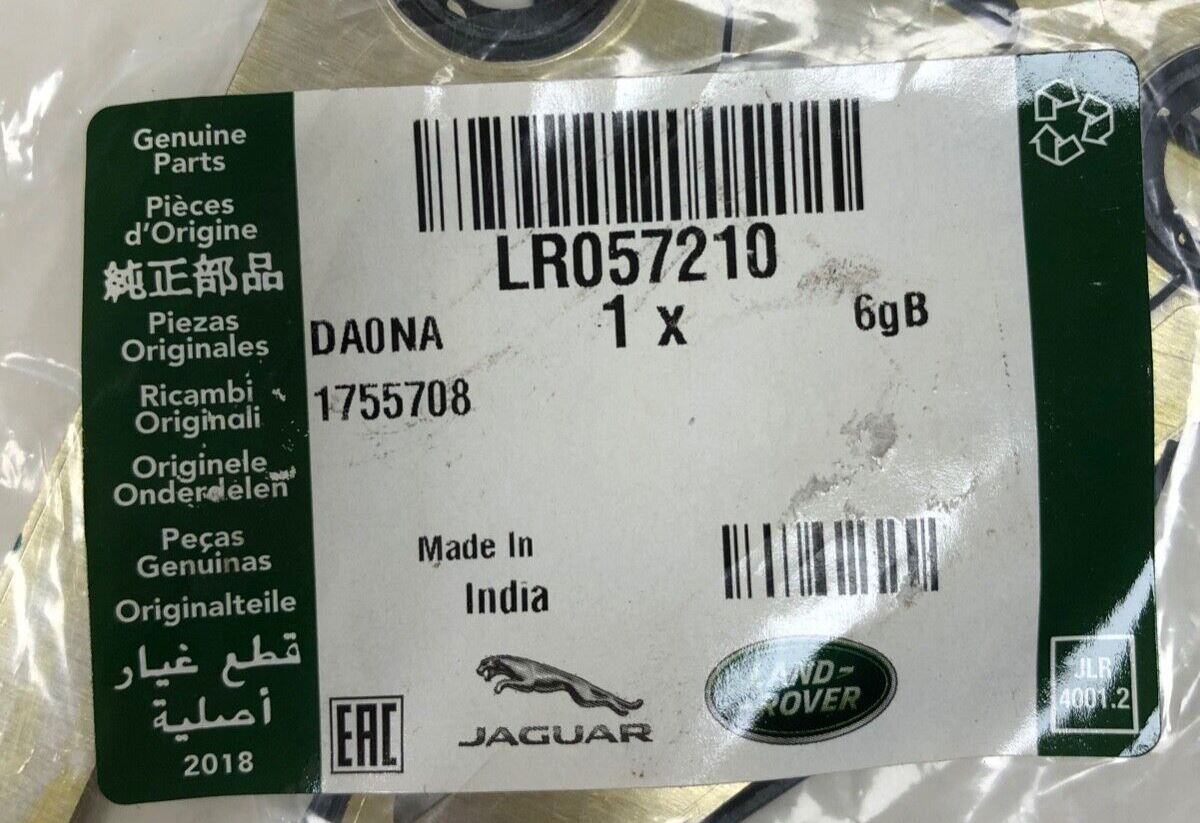 Genuine
Parts
Pièces
d'Origine
純正部品
Piezas
Originales
Ricambi
Originali
Originele
Onderdelen
Peças
Genuinas
Originalteile
قطع غيار
أصلية
2018
LR057210
1 x
6gB
DA0NA
1755708
Made In
India
EAC
JAGUAR
LAND-
ROVER
JLR
4001.2